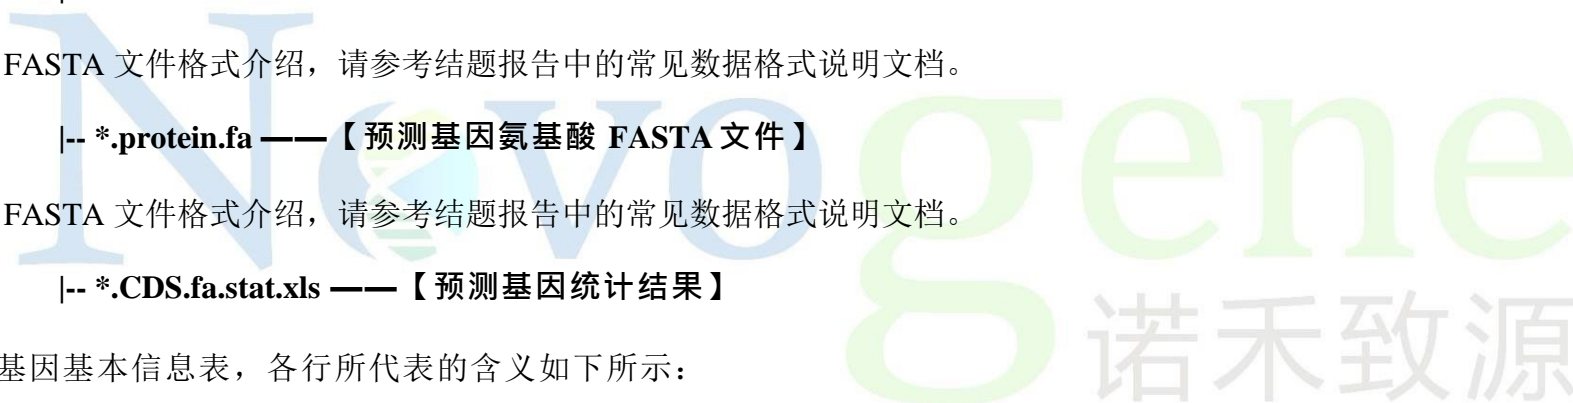 FASTA 文件格式介绍，请参考结题报告中的常见数据格式说明文档。
|-- *.protein.fa ——【预测基因氨基酸 FASTA 文件】
FASTA 文件格式介绍，请参考结题报告中的常见数据格式说明文档。
|-- *.CDS.fa.stat.xls ——【预测基因统计结果】
基因基本信息表，各行所代表的含义如下所示：
Novogene
诺禾致源